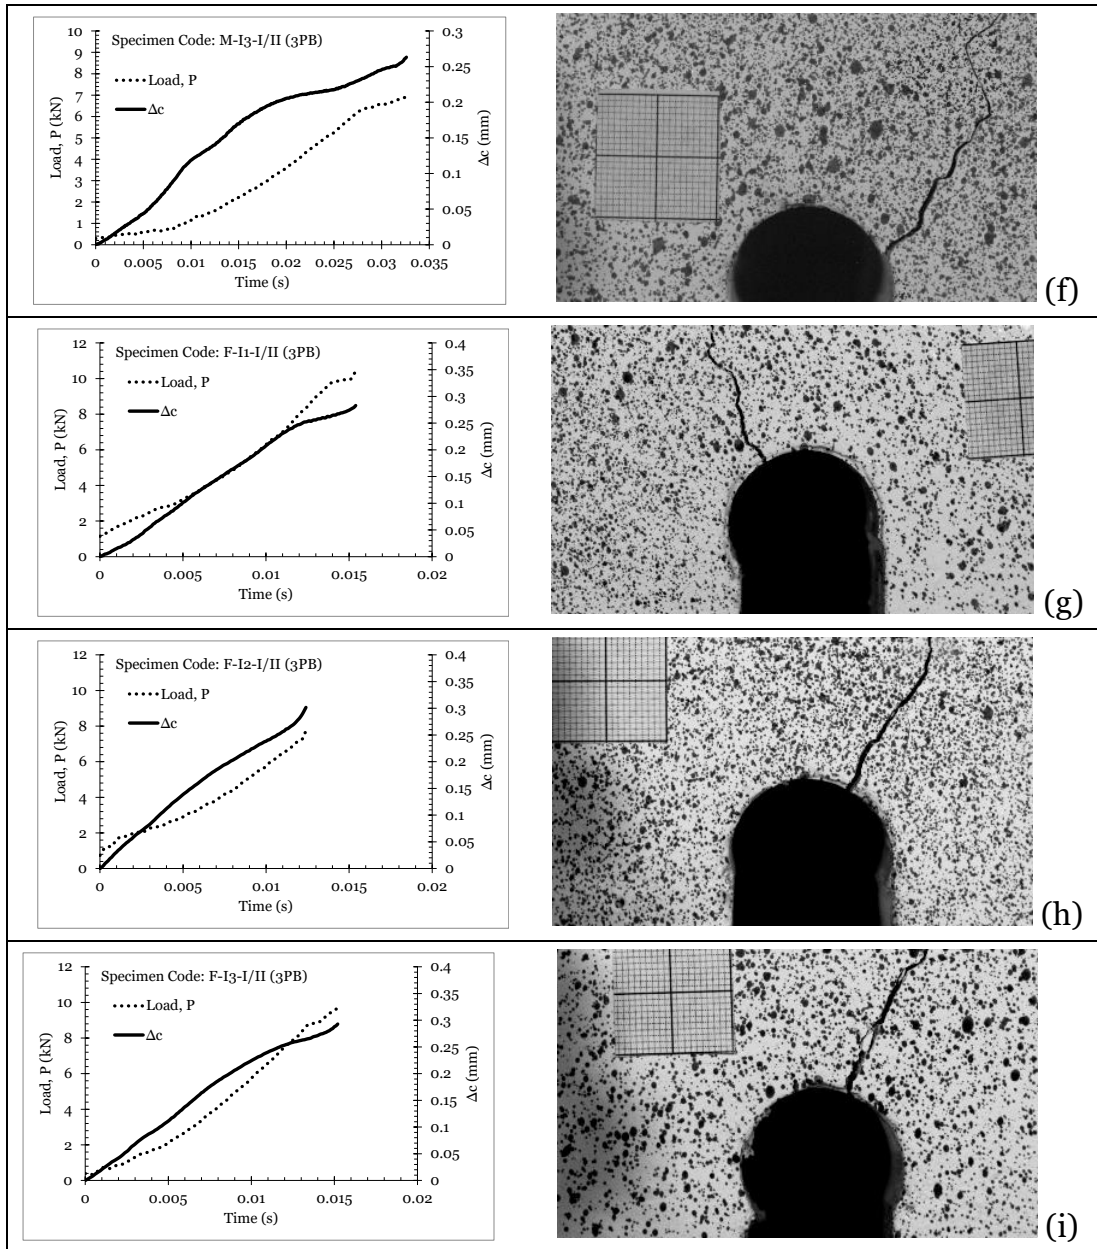 Specimen Code: M-I3-I/II (3PB)
Load, P
Δc
Load, P (kN)
10
9
8
7
6
5
4
3
2
1
0
Δc (mm)
0.3
0.25
0.2
0.15
0.1
0.05
0
0 0.005 0.01 0.015 0.02 0.025 0.03 0.035
Time (s)
(f)
Specimen Code: F-I1-I/II (3PB)
Load, P
Δc
Load, P (kN)
12
10
8
6
4
2
0
Δc (mm)
0.4
0.35
0.3
0.25
0.2
0.15
0.1
0.05
0
0 0.005 0.01 0.015 0.02
Time (s)
(g)
Specimen Code: F-I2-I/II (3PB)
Load, P
Δc
Load, P (kN)
12
10
8
6
4
2
0
Δc (mm)
0.4
0.35
0.3
0.25
0.2
0.15
0.1
0.05
0
0 0.005 0.01 0.015 0.02
Time (s)
(h)
Specimen Code: F-I3-I/II (3PB)
Load, P
Δc
Load, P (kN)
12
10
8
6
4
2
0
Δc (mm)
0.4
0.35
0.3
0.25
0.2
0.15
0.1
0.05
0
0 0.005 0.01 0.015 0.02
Time (s)
(i)